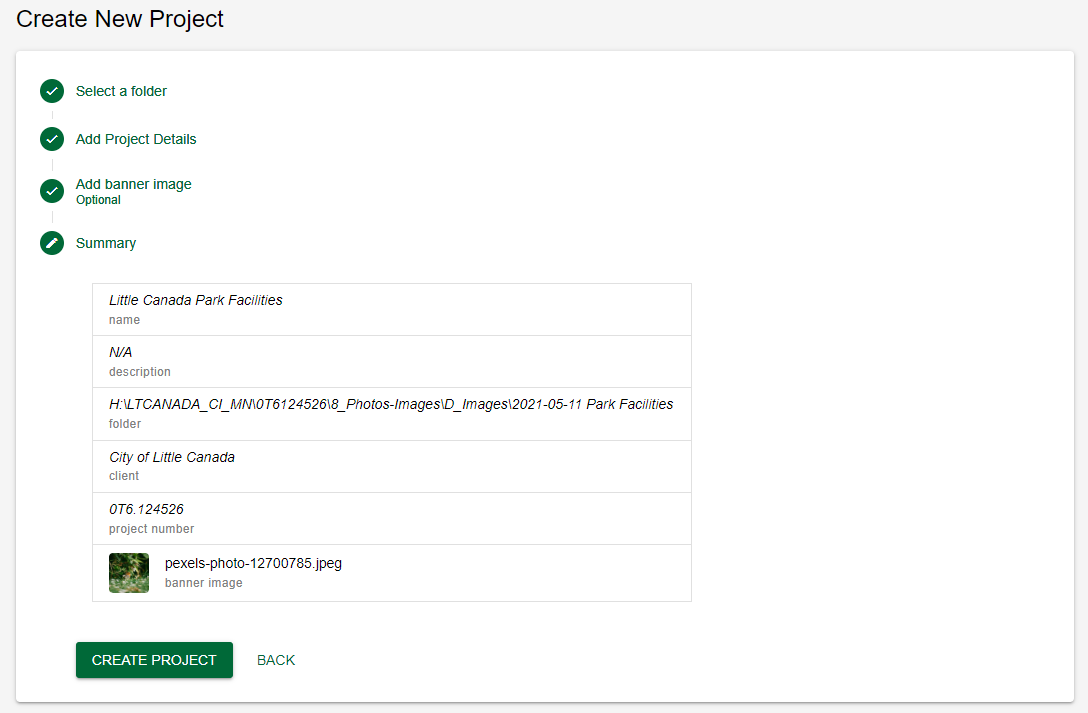 Create New Project
Select a folder
Add Project Details
Add banner image
Optional
Summary
Little Canada Park Facilities
name
N/A
description
H:\LTCANADA_CI_MN\0T6124526\8_Photos-Images\D_Images\2021-05-11 Park Facilities
folder
City of Little Canada
client
0T6.124526
project number
pexels-photo-12700785.jpeg
banner image
CREATE PROJECT BACK